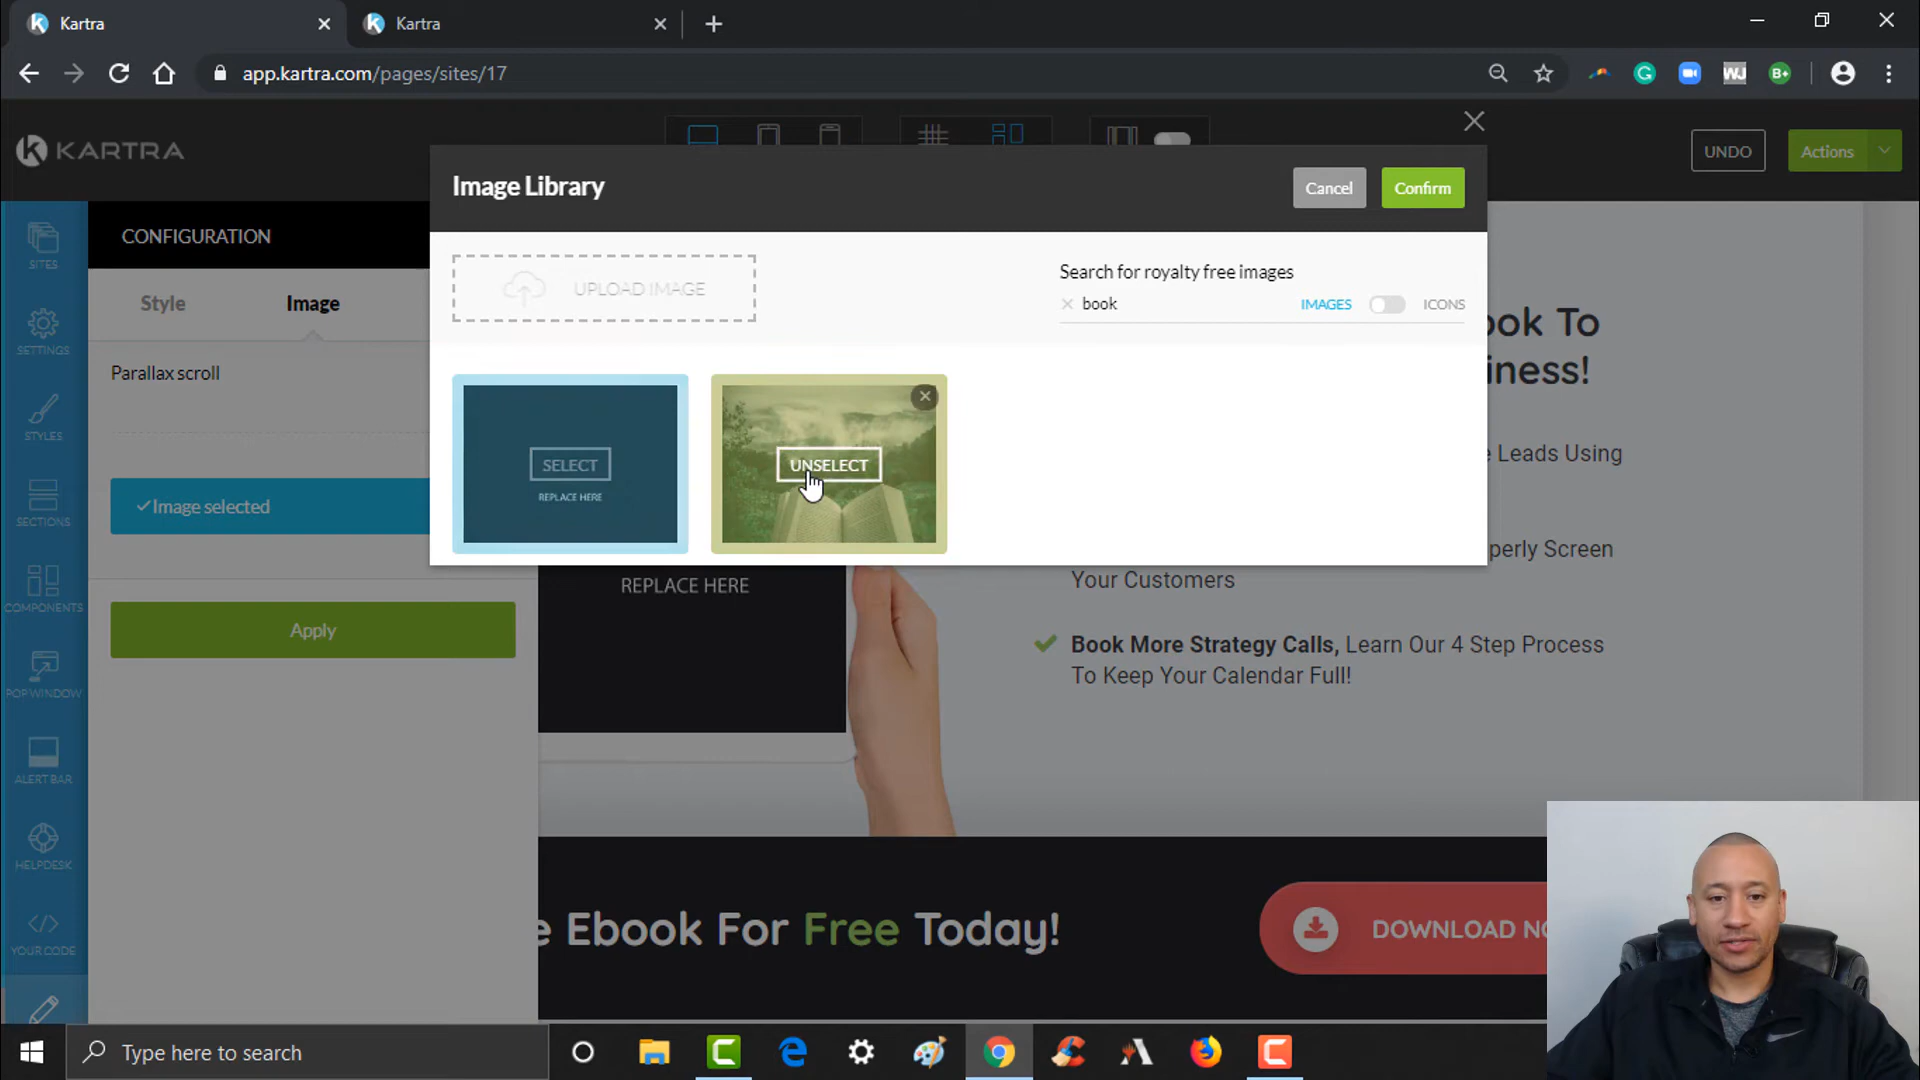 Kartra
Kartra
app.kartra.com/pages/sites/17
WJ
B+
KARTRA
UNDO
Actions
Image Library
Cancel
Confirm
SITES
SETTINGS
STYLES
SECTIONS
COMPONENTS
POP WINDOW
ALERT BAR
HELPDESK
YOUR CODE
CONFIGURATION
Style
Image
Parallax scroll
Image selected
Apply
UPLOAD IMAGE
Search for royalty free images
book
IMAGES
ICONS
SELECT
REPLACE HERE
UNSELECT
REPLACE HERE
ook To
iness!
e Leads Using
perly Screen
Your Customers
Book More Strategy Calls, Learn Our 4 Step Process
To Keep Your Calendar Full!
e Ebook For Free Today!
DOWNLOAD NO
Type here to search